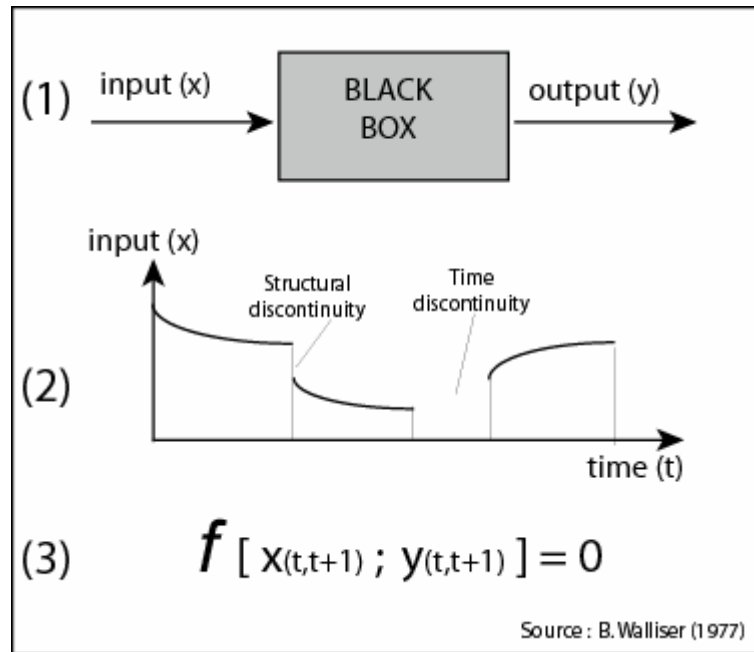 (1)
input (x)
BLACK
BOX
output (y)
(2)
input (x)
Structural
discontinuity
Time
discontinuity
time (t)
(3)
f [ x(t,t+1) ; y(t,t+1) ] = 0
Source : B. Walliser (1977)